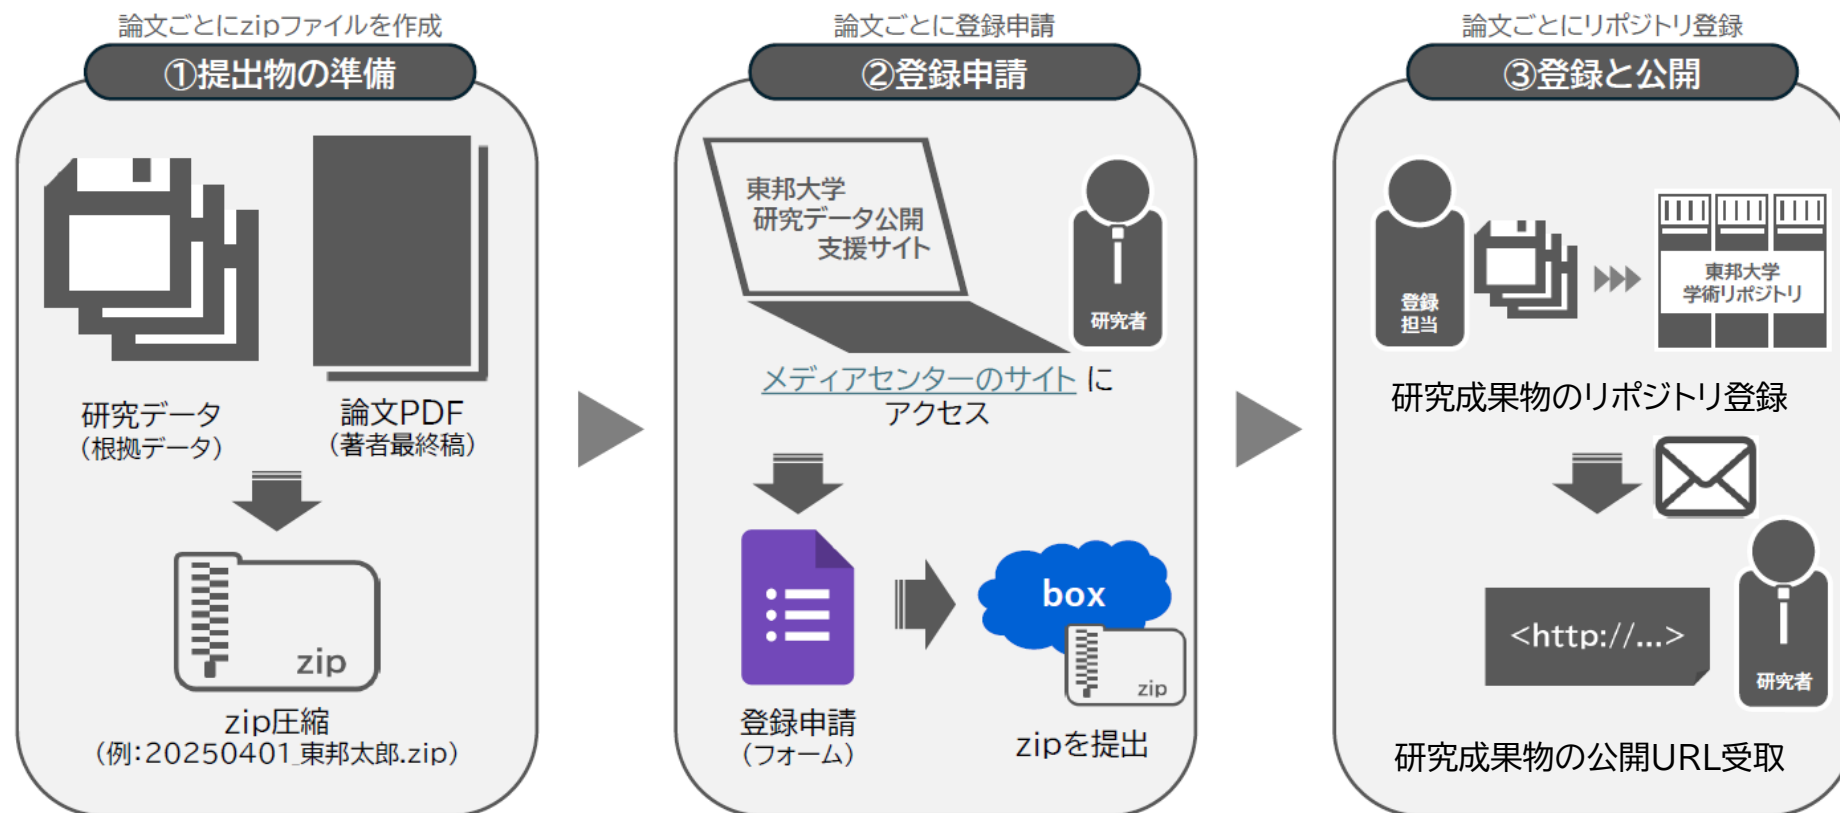 論文ごとにzipファイルを作成
①提出物の準備
研究データ
（根拠データ）
論文PDF
（著者最終稿）
zip
zip圧縮
（例：20250401_東邦太郎.zip）
論文ごとに登録申請
②登録申請
東邦大学
研究データ公開
支援サイト
研究者
メディアセンターのサイト に
アクセス
登録申請
（フォーム）
box
zip
zipを提出
論文ごとにリポジトリ登録
③登録と公開
登録
担当
東邦大学
学術リポジトリ
研究成果物のリポジトリ登録
<http://...>
研究者
研究成果物の公開URL受取